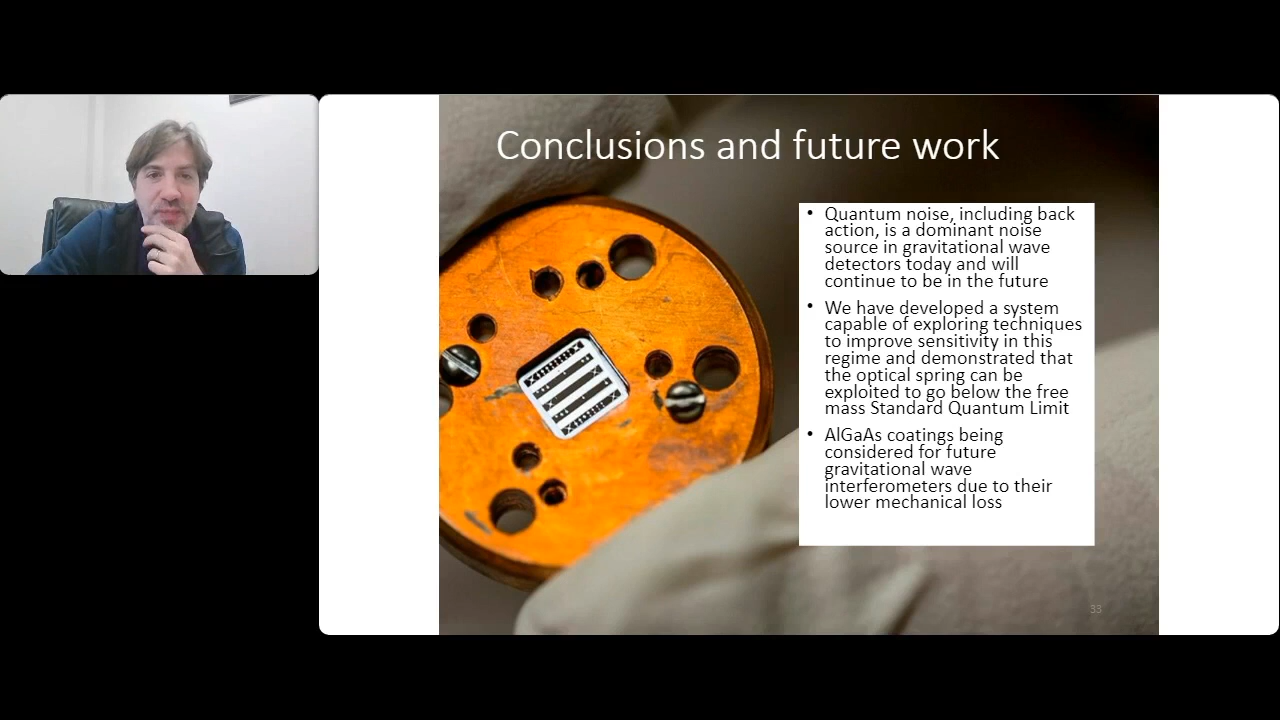 Conclusions and future work
• Quantum noise, including back
action, is a dominant noise
source in gravitational wave
detectors today and will
continue to be in the future
• We have developed a system
capable of exploring techniques
to improve sensitivity in this
regime and demonstrated that
the optical spring can be
exploited to go below the free
mass Standard Quantum Limit
• AlGaAs coatings being
considered for future
gravitational wave
interferometers due to their
lower mechanical loss
33